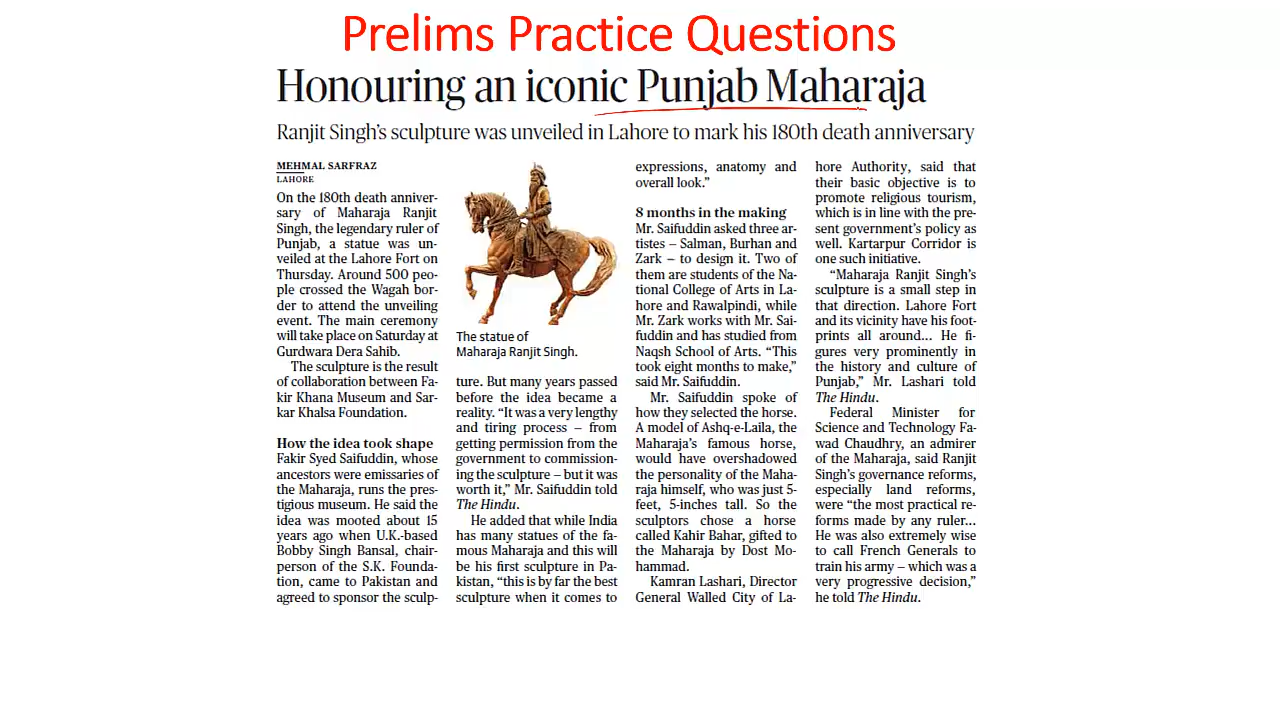 Prelims Practice Questions
Honouring an iconic Punjab Maharaja
Ranjit Singh's sculpture was unveiled in Lahore to mark his 180th death anniversary
MEHMAL SARFRAZ
LAHORE
On the 180th death anniver-
sary of Maharaja Ranjit
Singh, the legendary ruler of
Punjab, a statue was un-
veiled at the Lahore Fort on
Thursday. Around 500 peo-
ple crossed the Wagah bor-
der to attend the unveiling
event. The main ceremony
will take place on Saturday at
Gurdwara Dera Sahib.
The sculpture is the result
of collaboration between Fa-
kir Khana Museum and Sar-
kar Khalsa Foundation.
How the idea took shape
Fakir Syed Saifuddin, whose
ancestors were emissaries of
the Maharaja, runs the pres-
tigious museum. He said the
idea was mooted about 15
years ago when U.K.-based
Bobby Singh Bansal, chair-
person of the S.K. Founda-
tion, came to Pakistan and
agreed to sponsor the sculp-
The statue of
Maharaja Ranjit Singh.
ture. But many years passed
before the idea became a
reality. “It was a very lengthy
and tiring process – from
getting permission from the
government to commission-
ing the sculpture – but it was
worth it,” Mr. Saifuddin told
The Hindu.
He added that while India
has many statues of the fa-
mous Maharaja and this will
be his first sculpture in Pa-
kistan, “this is by far the best
sculpture when it comes to
expressions, anatomy and
overall look.”
8 months in the making
Mr. Saifuddin asked three ar-
tistes – Salman, Burhan and
Zark – to design it. Two of
them are students of the Na-
tional College of Arts in La-
hore and Rawalpindi, while
Mr. Zark works with Mr. Sai-
fuddin and has studied from
Naqsh School of Arts. “This
took eight months to make,”
said Mr. Saifuddin.
Mr. Saifuddin spoke of
how they selected the horse.
A model of Ashq-e-Laila, the
Maharaja's famous horse,
would have overshadowed
the personality of the Maha-
raja himself, who was just 5-
feet, 5-inches tall. So the
sculptors chose a horse
called Kahir Bahar, gifted to
the Maharaja by Dost Mo-
hammad.
Kamran Lashari, Director
General Walled City of La-
hore Authority, said that
their basic objective is to
promote religious tourism,
which is in line with the pre-
sent government's policy as
well. Kartarpur Corridor is
one such initiative.
“Maharaja Ranjit Singh's
sculpture is a small step in
that direction. Lahore Fort
and its vicinity have his foot-
prints all around... He fi-
gures very prominently in
the history and culture of
Punjab,” Mr. Lashari told
The Hindu.
Federal Minister for
Science and Technology Fa-
wad Chaudhry, an admirer
of the Maharaja, said Ranjit
Singh's governance reforms,
especially land reforms,
were “the most practical re-
forms made by any ruler...
He was also extremely wise
to call French Generals to
train his army – which was a
very progressive decision,”
he told The Hindu.